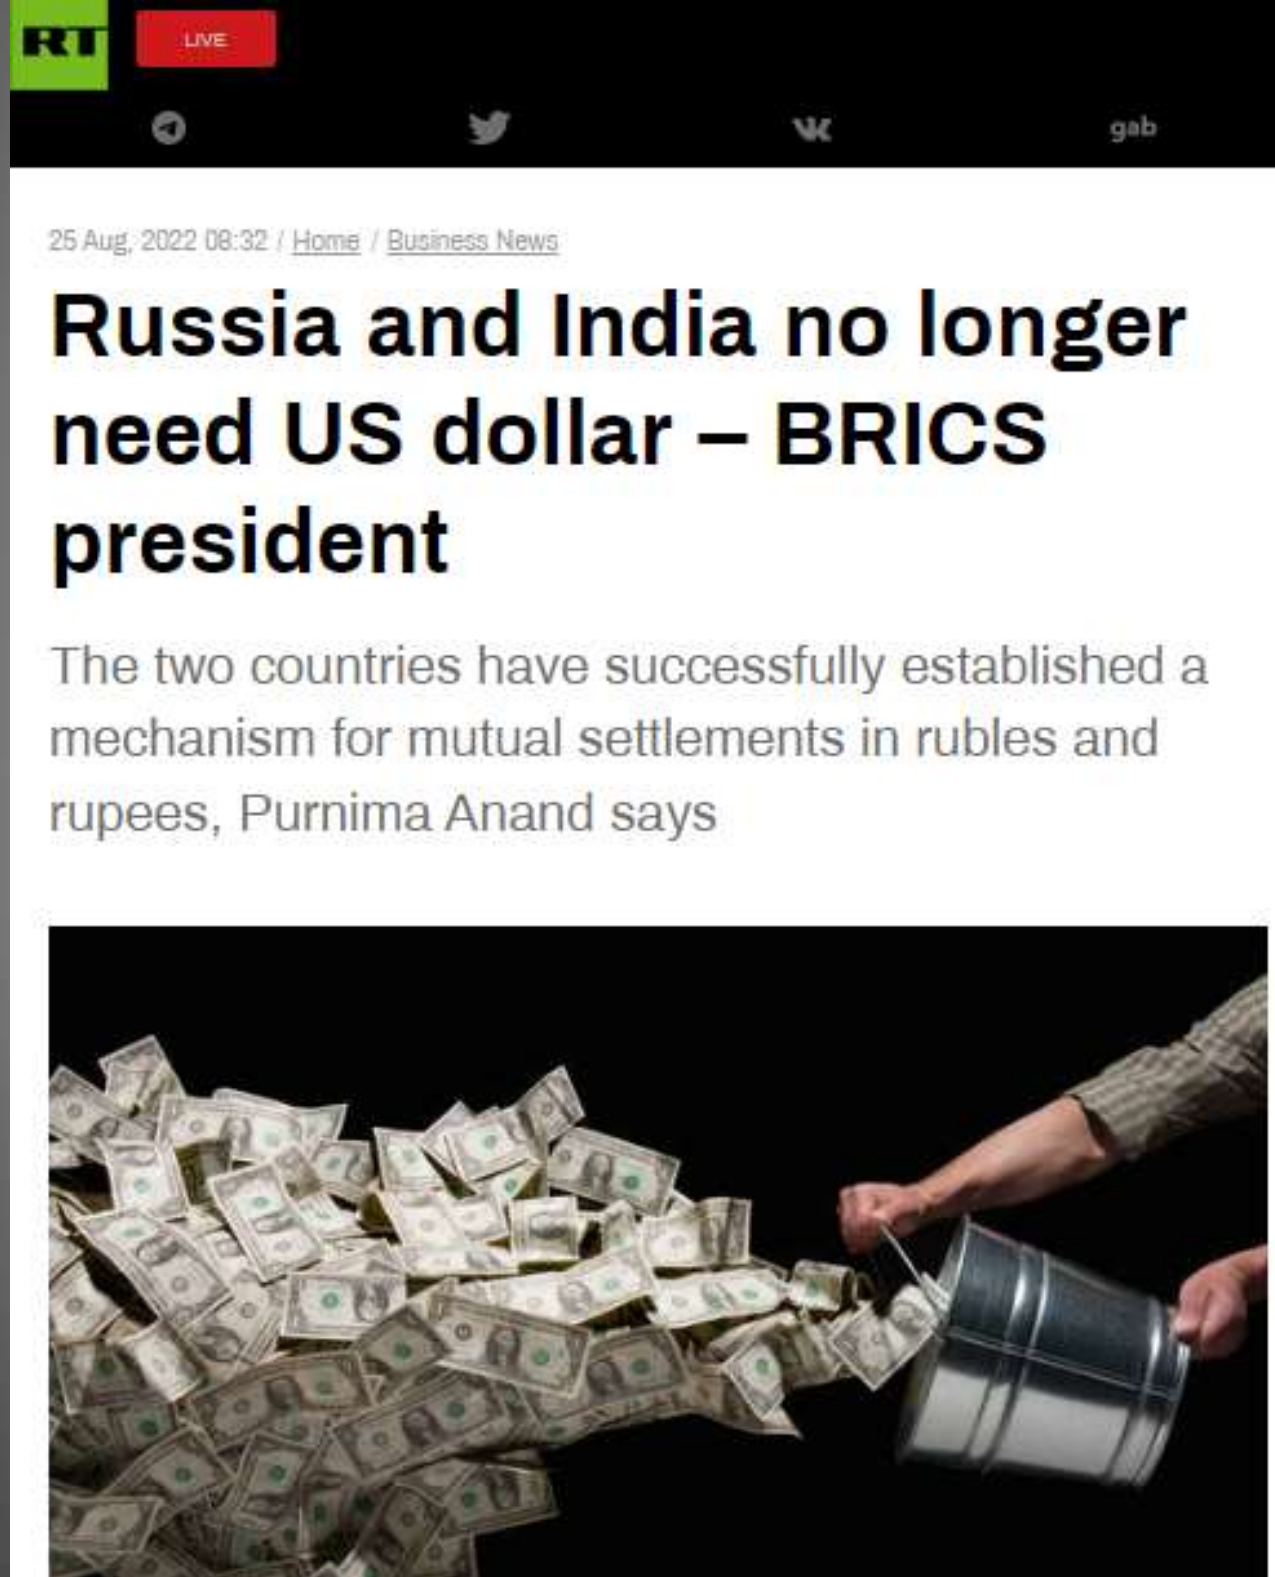 RT
LIVE
gab
25 Aug, 2022 08:32 / Home / Business News
Russia and India no longer
need US dollar – BRICS
president
The two countries have successfully established a
mechanism for mutual settlements in rubles and
rupees, Purnima Anand says